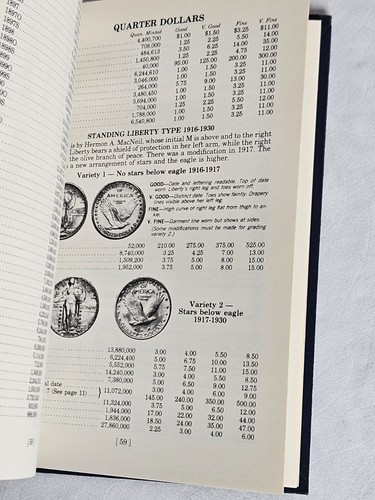 QUARTER DOLLARS
Quan. Minted Good V. Good Fine V. Fine
4,400,700 $1.00 $1.50 $3.25 $11.00
708,000 1.25 2.25 5.50 14.00
484,613 3.50 6.25 14.00 35.00
1,450,800 1.25 2.25 4.75 12.00
40,000 95.00 125.00 200.00 300.00
6,244,610 1.00 1.50 3.25 11.00
3,046,000 1.00 1.50 3.25 11.00
264,000 5.75 9.00 13.00 30.00
3,480,450 1.00 1.50 3.25 11.00
3,694,000 1.00 1.50 3.25 11.00
704,000 1.25 2.25 5.50 12.00
1,788,000 1.00 1.50 3.25 11.00
6,540,800 1.00 1.50 3.25 11.00
STANDING LIBERTY TYPE 1916-1930
is by Hermon A. MacNeil, whose initial M is above and to the right
Liberty bears a shield of protection in her left arm, while the right
the olive branch of peace. There was a modification in 1917. The
a new arrangement of stars and the eagle is higher.
Variety 1 — No stars below eagle 1916-1917
GOOD—Date and lettering readable. Top of date
worn. Liberty's right leg and toes worn off.
V. GOOD—Distinct date. Toes show faintly. Drapery
lines visible above her left leg.
FINE—High curve of right leg flat from thigh to an-
kle.
V. FINE—Garment line worn but shows at sides.
(Some modifications must be made for grading
variety 2.)
52,000 210.00 275.00 375.00 525.00
8,740,000 3.25 4.25 7.00 13.00
1,509,200 3.75 5.00 8.00 15.00
1,952,000 3.75 5.00 8.00 15.00
Variety 2 —
Stars below eagle
1917-1930
13,880,000 3.00 4.00 5.50 8.50
6,224,400 5.00 6.75 10.00 13.50
5,552,000 5.75 7.50 11.00 15.00
14,240,000 3.00 4.00 5.50 8.50
7,380,000 5.00 6.50 9.00 12.75
al date
7 (See page 11) } 11,072,000 3.00 4.00 6.00 9.00
145.00 240.00 350.00 500.00
11,324,000 3.75 5.00 6.50 12.00
1,944,000 17.00 22.00 32.00 44.00
1,836,000 18.50 24.00 35.00 47.00
27,860,000 2.25 3.00 4.00 6.00
[ 59 ]